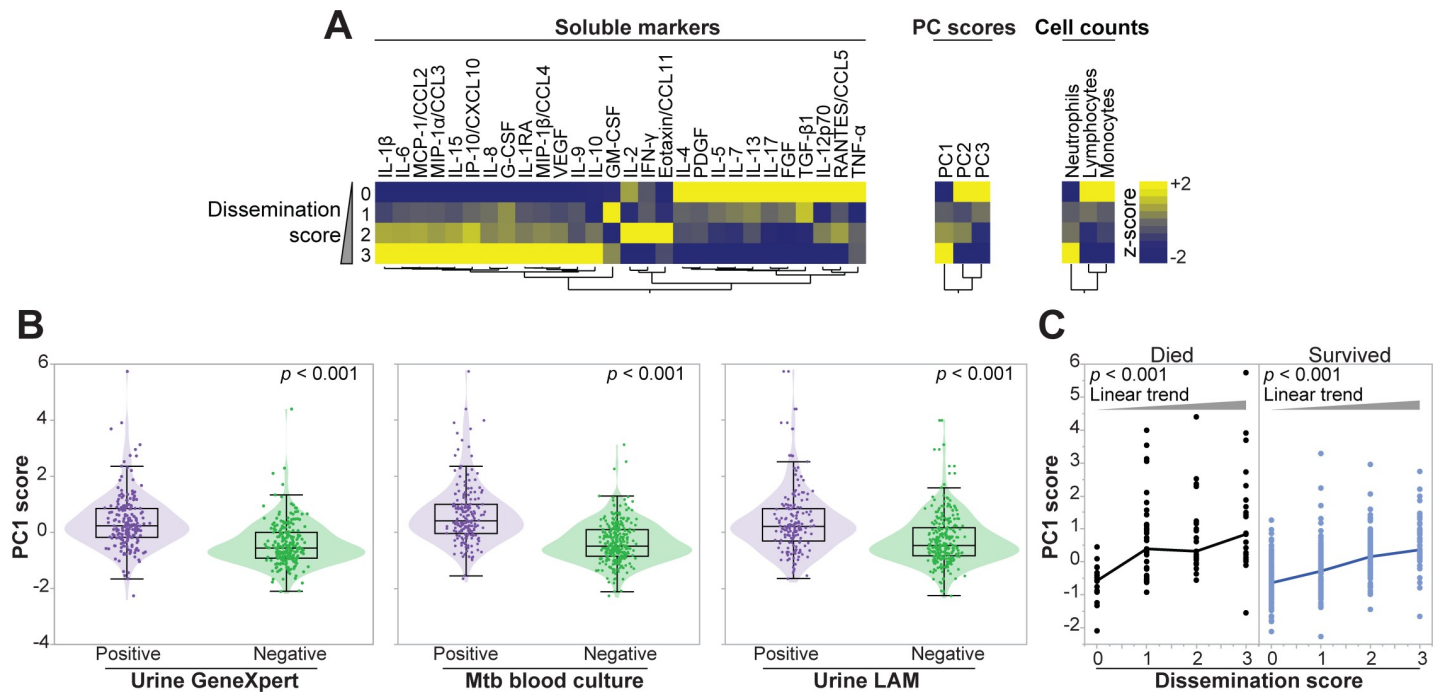 A
Soluble markers
PC scores
Cell counts
IL-1β
IL-6
MCP-1/CCL2
MIP-1α/CCL3
IL-15
IP-10/CXCL10
IL-8
G-CSF
IL-1RA
MIP-1β/CCL4
VEGF
IL-9
IL-10
GM-CSF
IL-2
IFN-γ
Eotaxin/CCL11
IL-4
PDGF
IL-5
IL-7
IL-13
IL-17
FGF
TGF-β1
IL-12p70
RANTES/CCL5
TNF-α
PC1
PC2
PC3
Neutrophils
Lymphocytes
Monocytes
Dissemination
score
0
1
2
3
z-score
+2
-2
B
PC1 score
6
4
2
0
-2
-4
p < 0.001
Positive
Negative
Urine GeneXpert
p < 0.001
Positive
Negative
Mtb blood culture
p < 0.001
Positive
Negative
Urine LAM
C
Died
Survived
p < 0.001
Linear trend
p < 0.001
Linear trend
PC1 score
6
5
4
3
2
1
0
-1
-2
0 1 2 3
0 1 2 3
Dissemination score